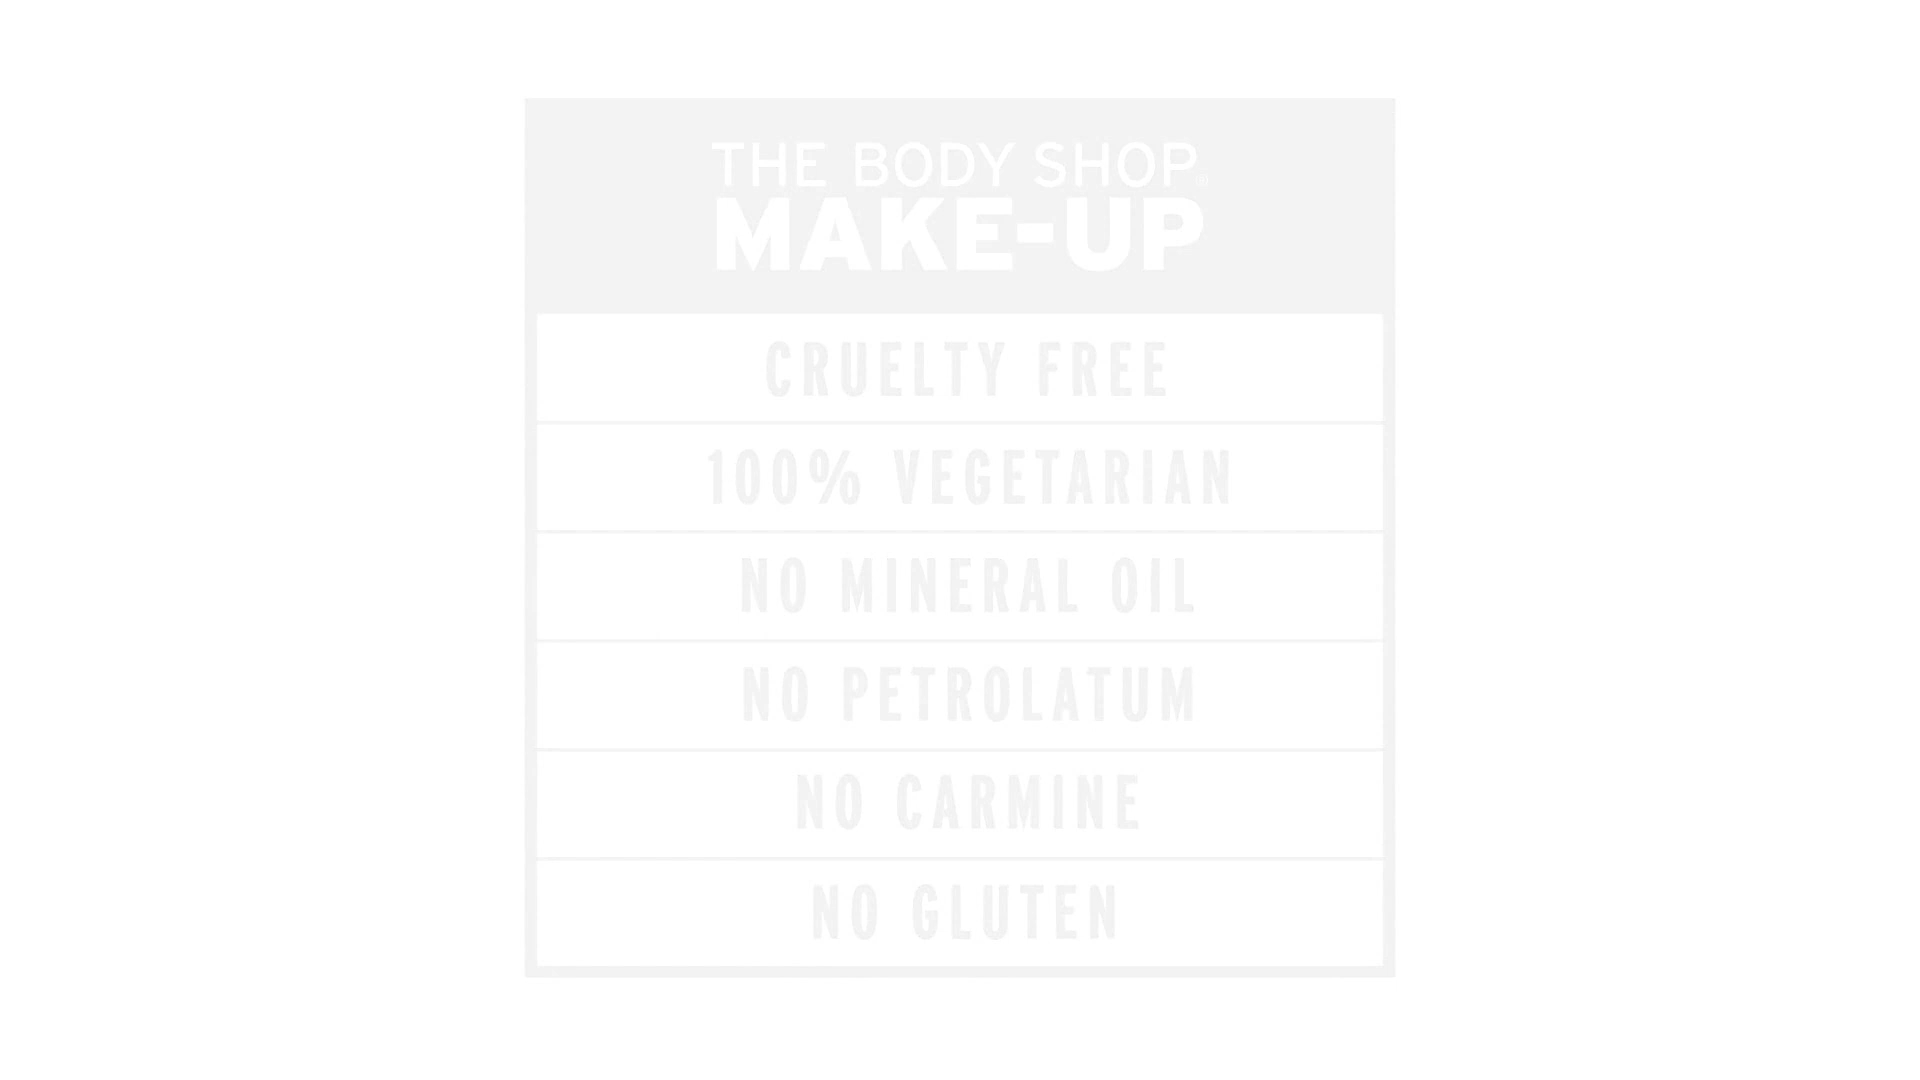 THE BODY SHOP®
MAKE-UP
CRUELTY FREE
100% VEGETARIAN
NO MINERAL OIL
NO PETROLATUM
NO CARMINE
NO GLUTEN